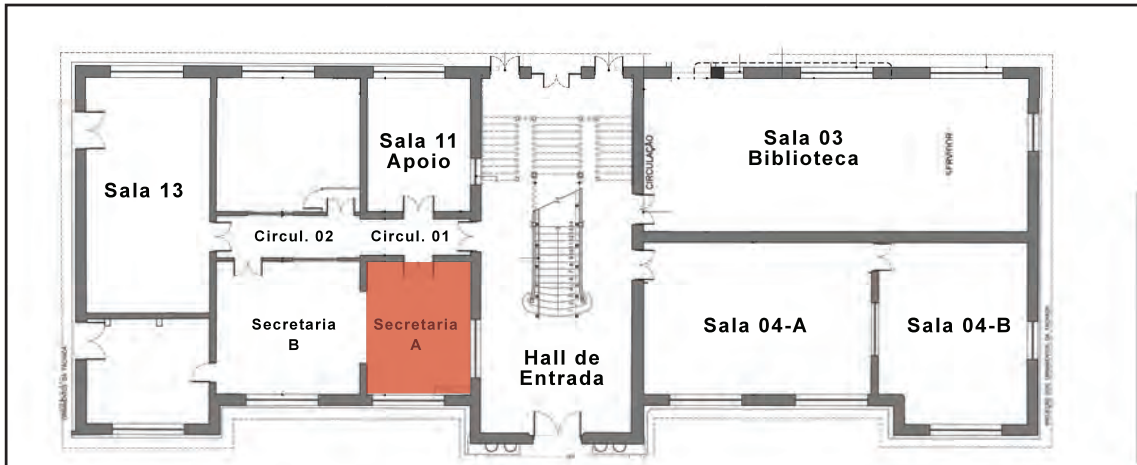 Sala 11
Apoio
Sala 03
Biblioteca
SERVIDOR
CIRCULAÇÃO
Sala 13
Circul. 02
Circul. 01
Secretaria
B
Secretaria
A
Hall de
Entrada
Sala 04-A
Sala 04-B